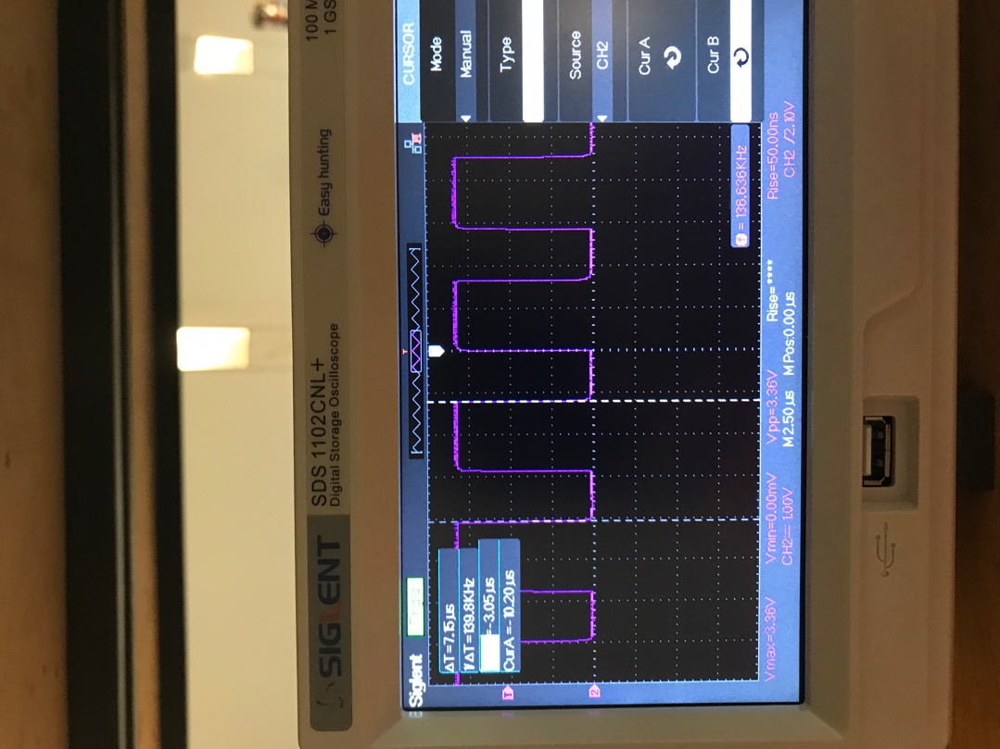 SIGLENT
SDS 1102CNL+
Digital Storage Oscilloscope
Easy hunting
100 M
1 GS
Siglent
CURSOR
Mode
Manual
Type
Source
CH2
Cur A
Cur B
T
ΔT=7.15µs
1/ΔT=139.8KHz
=-3.05µs
CurA=-10.20µs
T
2
f = 136.636KHz
Vmax=3.36V Vmin=0.00mV Vpp=3.36V Rise=**** Rise=50.00ns
CH2= 1.00V M 2.50µs M Pos:0.00µs CH2 /2.10V